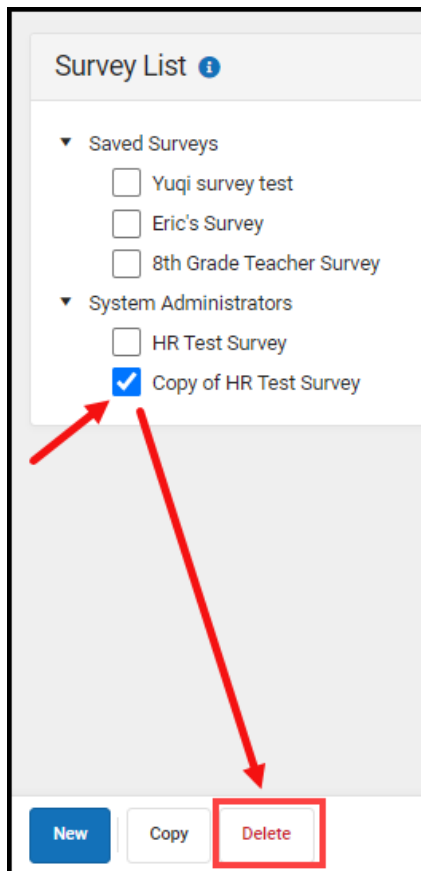 Survey List
Saved Surveys
Yuqi survey test
Eric's Survey
8th Grade Teacher Survey
System Administrators
HR Test Survey
Copy of HR Test Survey
New Copy Delete